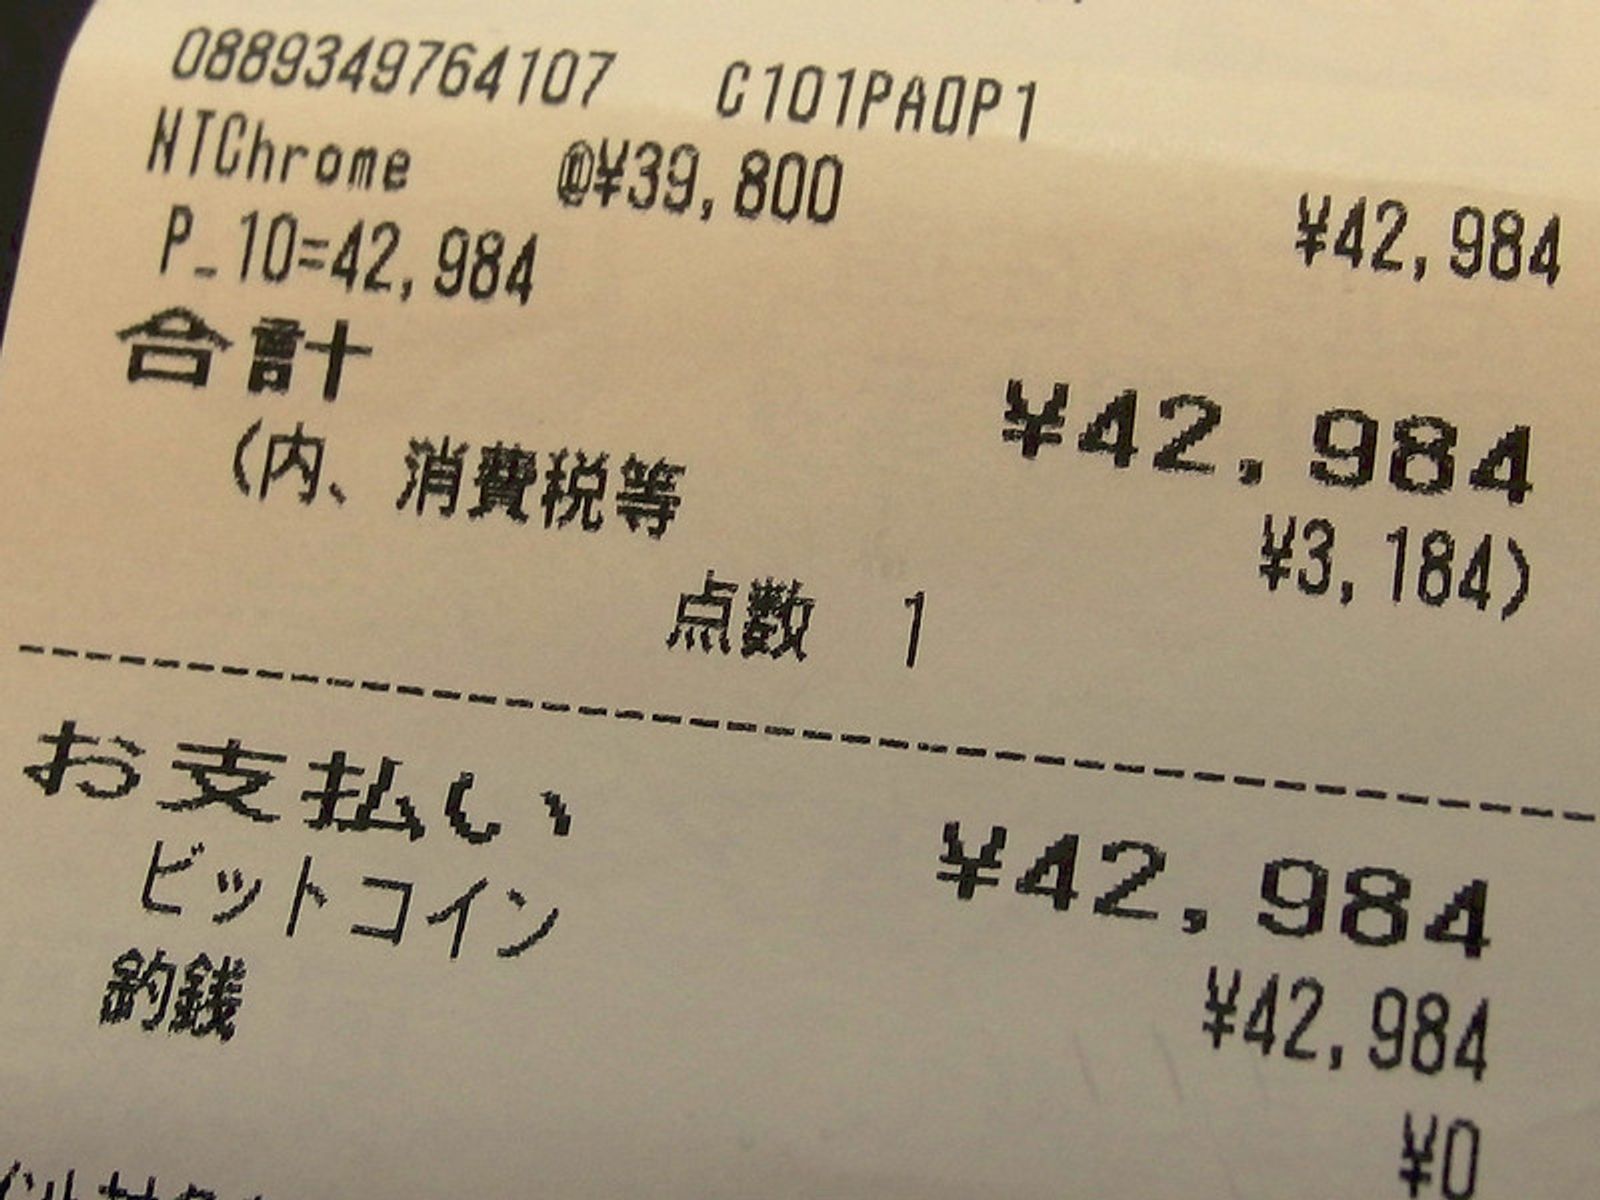 0889349764107 C101PA0P1
NTChrome @¥39,800 ¥42,984
P_10=42,984
合計 ¥42,984
(内、消費税等 ¥3,184)
点数 1
お支払い ¥42,984
ビットコイン ¥42,984
釣銭 ¥0